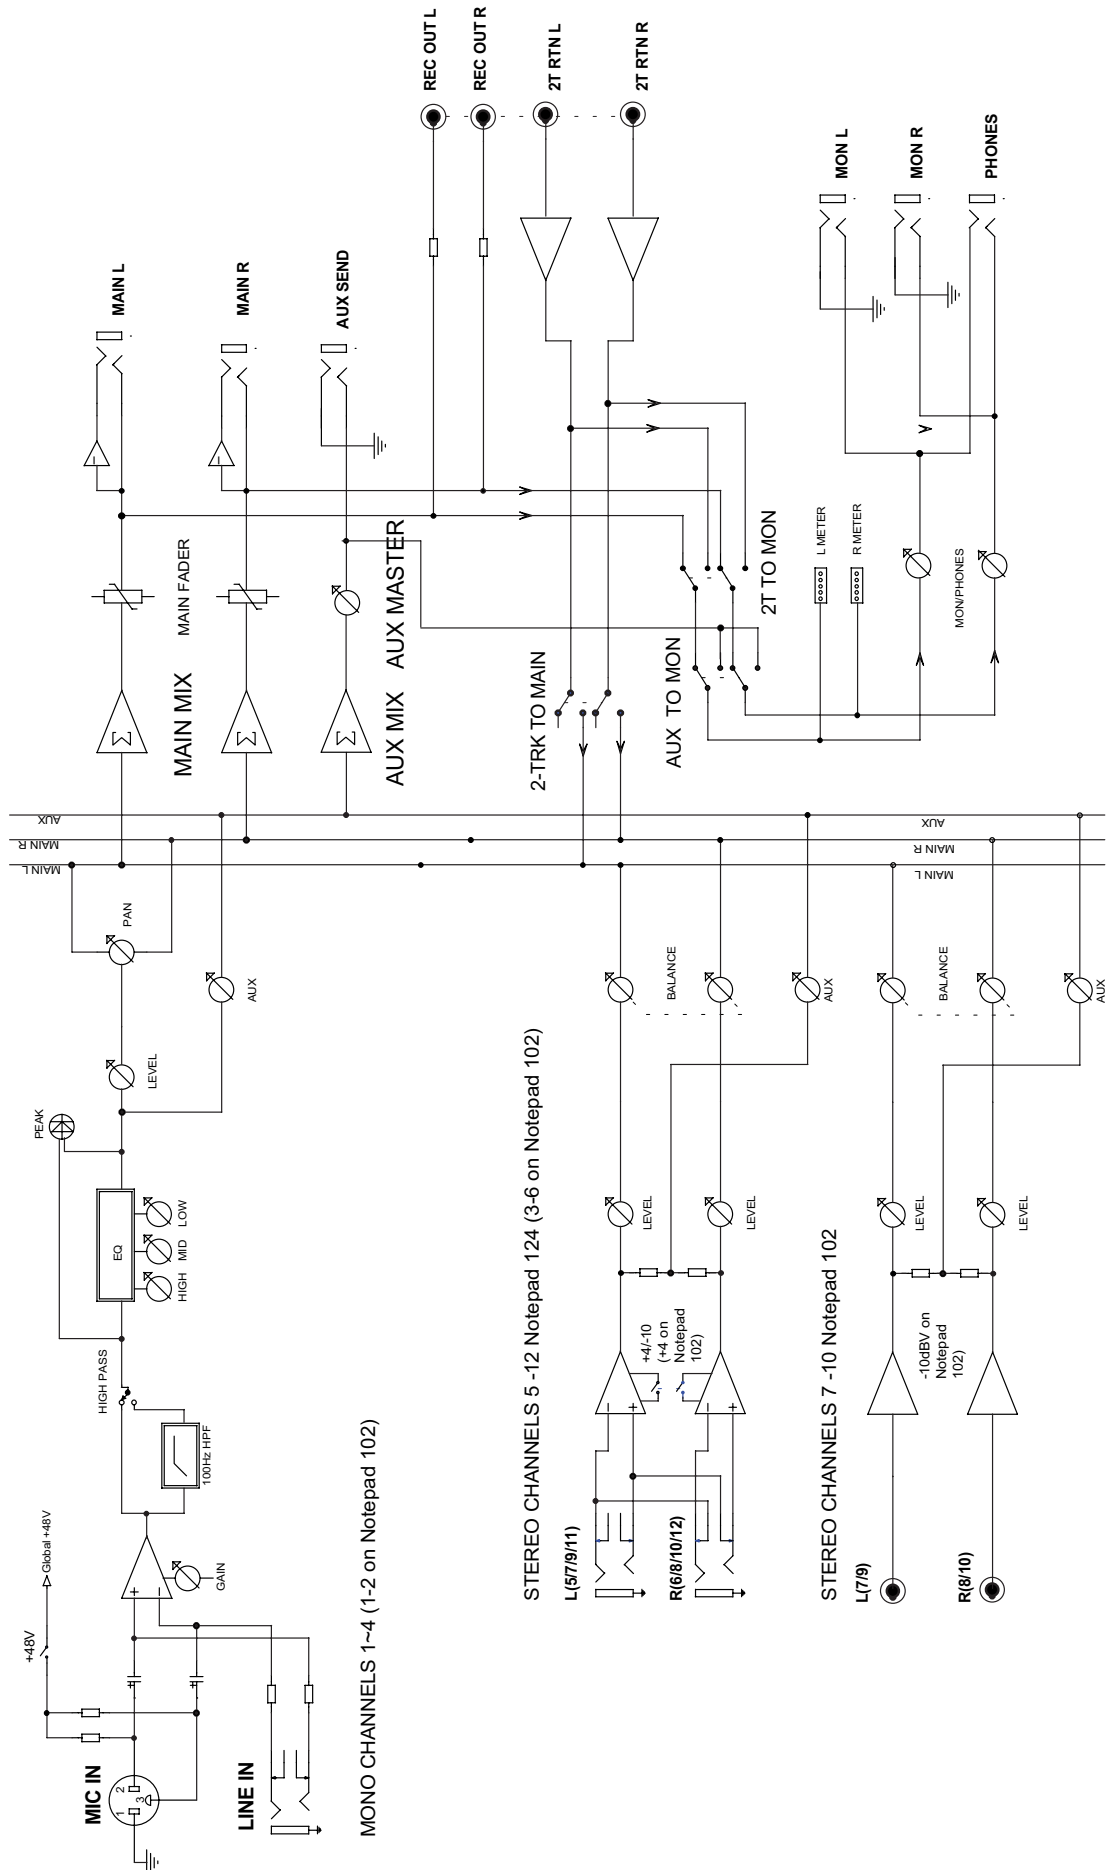 MIC IN
1
2
3
+48V
Global +48V
LINE IN
GAIN
100Hz HPF
HIGH PASS
EQ
HIGH
MID
LOW
PEAK
LEVEL
PAN
AUX
MONO CHANNELS 1~4 (1-2 on Notepad 102)
MAIN L
MAIN R
AUX
MAIN MIX
MAIN FADER
AUX MIX
AUX MASTER
Σ
Σ
Σ
MAIN L
MAIN R
AUX SEND
REC OUT L
REC OUT R
2T RTN L
2T RTN R
2-TRK TO MAIN
AUX TO MON
2T TO MON
L METER
R METER
MON/PHONES
MON L
MON R
PHONES
STEREO CHANNELS 5 -12 Notepad 124 (3-6 on Notepad 102)
L(5/7/9/11)
R(6/8/10/12)
+4/-10
(+4 on
Notepad
102)
LEVEL
LEVEL
BALANCE
AUX
STEREO CHANNELS 7 -10 Notepad 102
L(7/9)
R(8/10)
-10dBV on
Notepad
102)
LEVEL
LEVEL
BALANCE
AUX
MAIN L
MAIN R
AUX